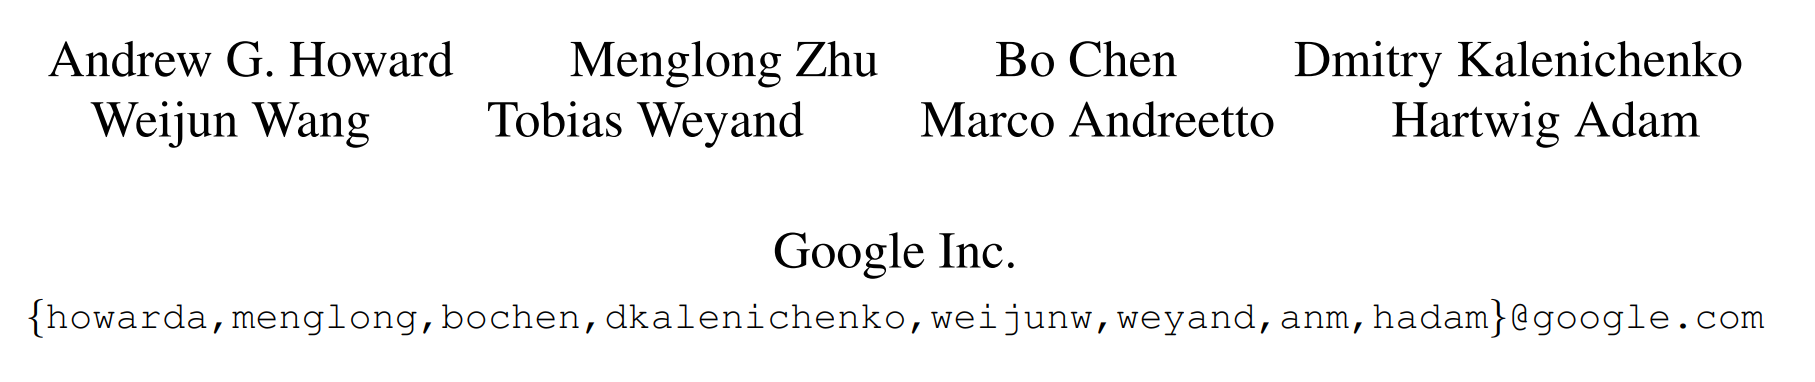 Andrew G. Howard Menglong Zhu Bo Chen Dmitry Kalenichenko
Weijun Wang Tobias Weyand Marco Andreetto Hartwig Adam
Google Inc.
{howarda,menglong,bochen,dkalenichenko,weijunw,weyand,anm,hadam}@google.com